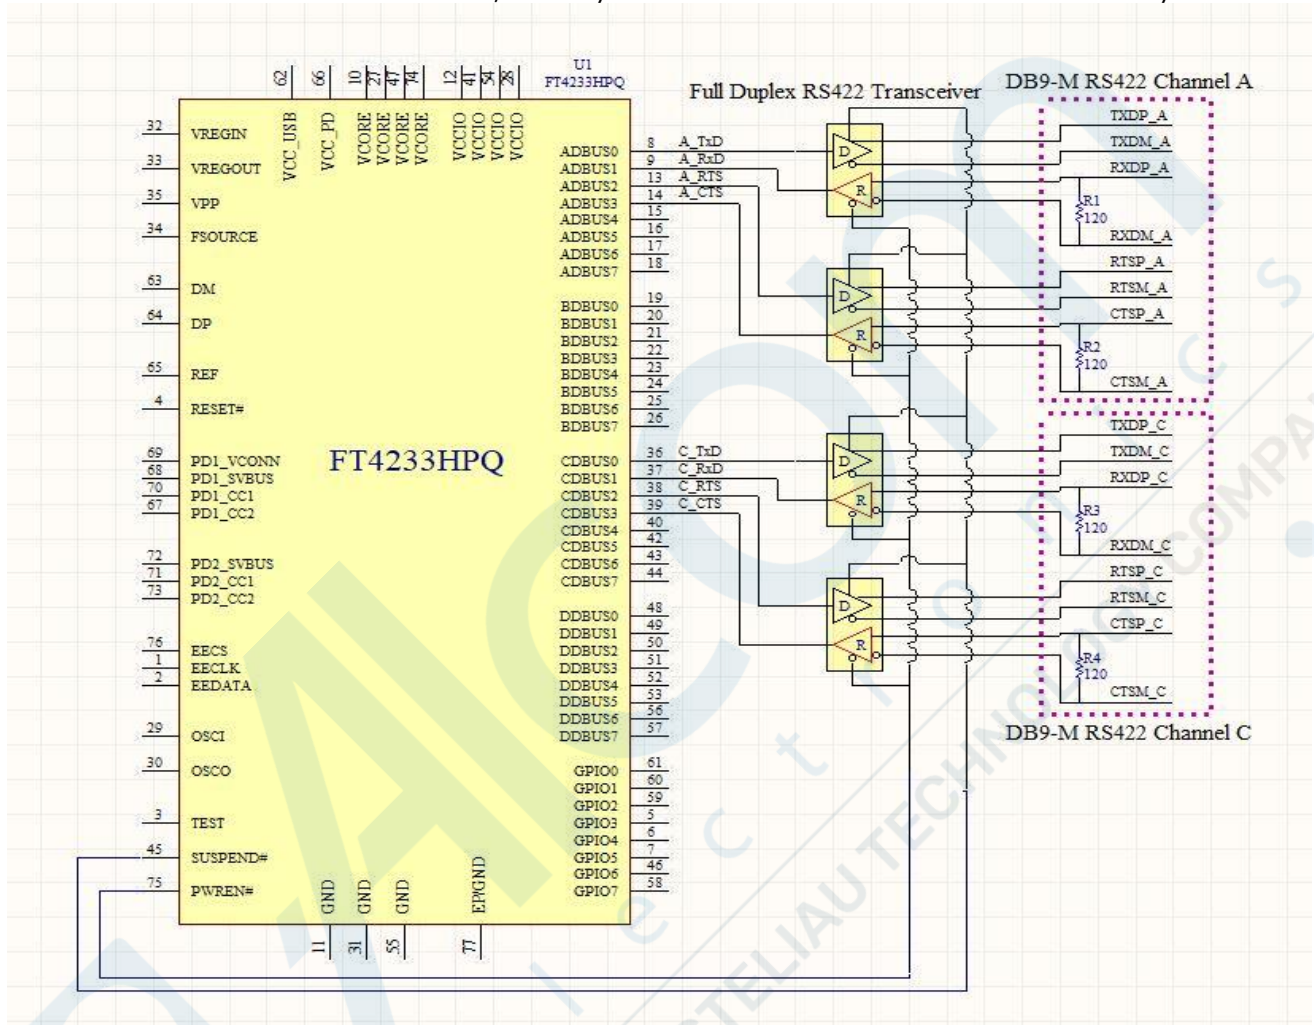 U1
FT4233HPQ
Full Duplex RS422 Transceiver
DB9-M RS422 Channel A
62
66
10
27
47
74
12
41
54
28
VCC_USB
VCC_PD
VCORE
VCORE
VCORE
VCORE
VCCIO
VCCIO
VCCIO
VCCIO
32 VREGIN
33 VREGOUT
35 VPP
34 FSOURCE
63 DM
64 DP
65 REF
4 RESET#
69 PD1_VCONN
68 PD1_SVBUS
70 PD1_CC1
67 PD1_CC2
72 PD2_SVBUS
71 PD2_CC1
73 PD2_CC2
76 EECS
1 EECLK
2 EEDATA
29 OSCI
30 OSCO
3 TEST
45 SUSPEND#
75 PWREN#
FT4233HPQ
ADBUS0 8 A_TxD
ADBUS1 9 A_RxD
ADBUS2 13 A_RTS
ADBUS3 14 A_CTS
ADBUS4 15
ADBUS5 16
ADBUS6 17
ADBUS7 18
BDBUS0 19
BDBUS1 20
BDBUS2 21
BDBUS3 22
BDBUS4 23
BDBUS5 24
BDBUS6 25
BDBUS7 26
CDBUS0 36 C_TxD
CDBUS1 37 C_RxD
CDBUS2 38 C_RTS
CDBUS3 39 C_CTS
CDBUS4 40
CDBUS5 42
CDBUS6 43
CDBUS7 44
DDBUS0 48
DDBUS1 49
DDBUS2 50
DDBUS3 51
DDBUS4 52
DDBUS5 53
DDBUS6 56
DDBUS7 57
GPIO0 61
GPIO1 60
GPIO2 59
GPIO3 5
GPIO4 6
GPIO5 7
GPIO6 46
GPIO7 58
GND
GND
GND
EP/GND
11
31
55
77
D
R
D
R
D
R
D
R
TXDP_A
TXDM_A
RXDP_A
R1
120
RXDM_A
RTSP_A
RTSM_A
CTSP_A
R2
120
CTSM_A
TXDP_C
TXDM_C
RXDP_C
R3
120
RXDM_C
RTSP_C
RTSM_C
CTSP_C
R4
120
CTSM_C
DB9-M RS422 Channel C
TECHNOLOGY